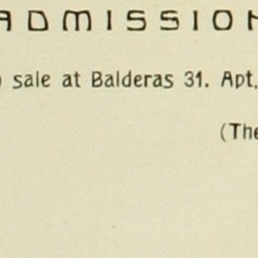 ADMISSION
sale at Balderas 31. Apt.
(The